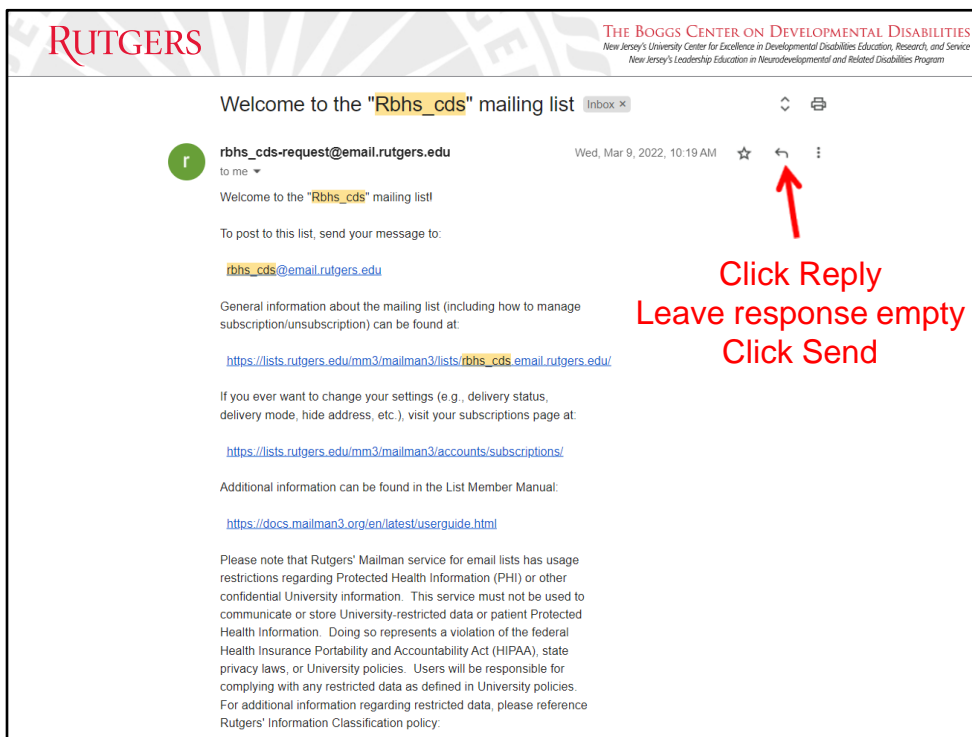 RUTGERS
THE BOGGS CENTER ON DEVELOPMENTAL DISABILITIES
New Jersey's University Center for Excellence in Developmental Disabilities Education, Research, and Service
New Jersey's Leadership Education in Neurodevelopmental and Related Disabilities Program
Welcome to the "Rbhs_cds" mailing list Inbox ×
r
rbhs_cds-request@email.rutgers.edu Wed, Mar 9, 2022, 10:19 AM
to me
Welcome to the "Rbhs_cds" mailing list!
To post to this list, send your message to:
rbhs_cds@email.rutgers.edu
General information about the mailing list (including how to manage
subscription/unsubscription) can be found at:
https://lists.rutgers.edu/mm3/mailman3/lists/rbhs_cds.email.rutgers.edu/
If you ever want to change your settings (e.g., delivery status,
delivery mode, hide address, etc.), visit your subscriptions page at:
https://lists.rutgers.edu/mm3/mailman3/accounts/subscriptions/
Additional information can be found in the List Member Manual:
https://docs.mailman3.org/en/latest/userguide.html
Please note that Rutgers' Mailman service for email lists has usage
restrictions regarding Protected Health Information (PHI) or other
confidential University information.  This service must not be used to
communicate or store University-restricted data or patient Protected
Health Information.  Doing so represents a violation of the federal
Health Insurance Portability and Accountability Act (HIPAA), state
privacy laws, or University policies.  Users will be responsible for
complying with any restricted data as defined in University policies.
For additional information regarding restricted data, please reference
Rutgers' Information Classification policy:
Click Reply
Leave response empty
Click Send